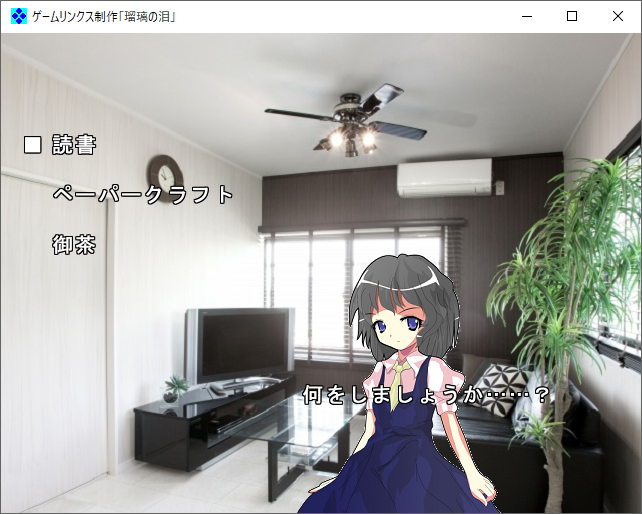 ゲームリンクス制作「瑠璃の泪」
読書
ペーパークラフト
御茶
何をしましょうか……？